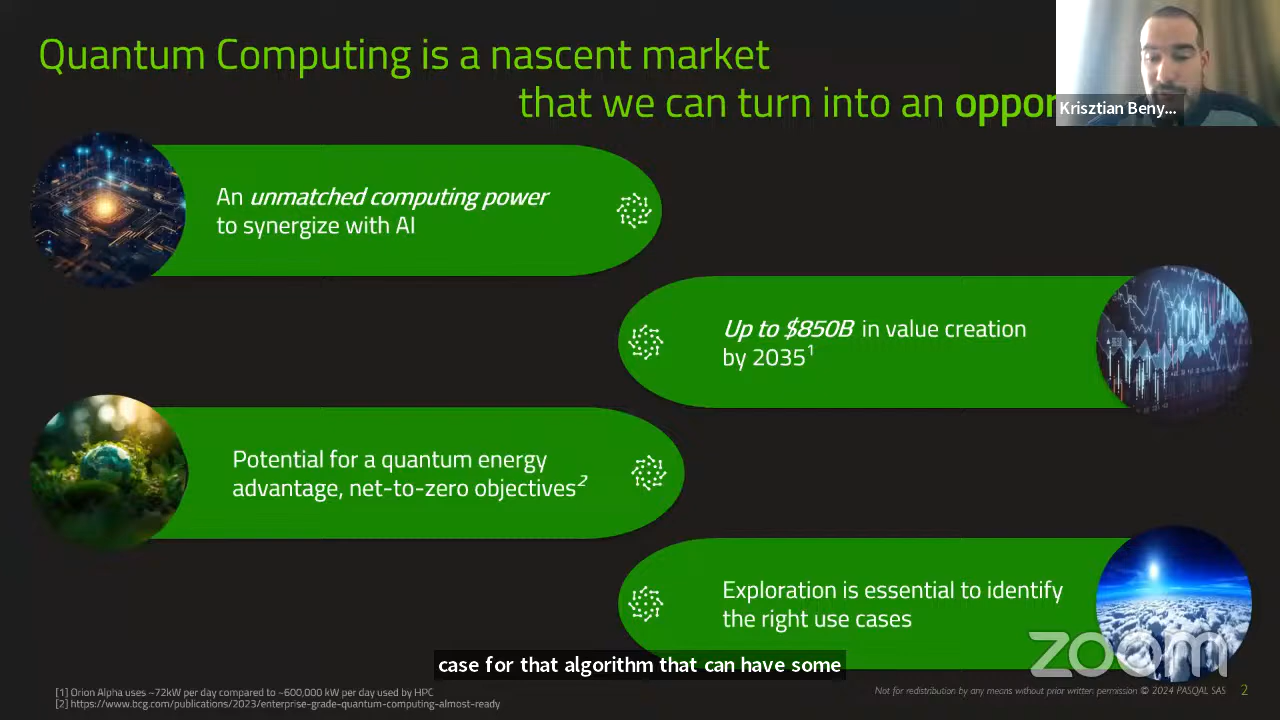 Quantum Computing is a nascent market
that we can turn into an
Krisztian Beny...
An unmatched computing power
to synergize with AI
Up to $850B in value creation
by 2035¹
Potential for a quantum energy
advantage, net-to-zero objectives²
Exploration is essential to identify
the right use cases
zoom
case for that algorithm that can have some
[1] Orion Alpha uses ~72kW per day compared to ~600,000 kW per day used by HPC
[2] https://www.bcg.com/publications/2023/enterprise-grade-quantum-computing-almost-ready
Not for redistribution by any means without prior written permission © 2024 PASQAL SAS 2